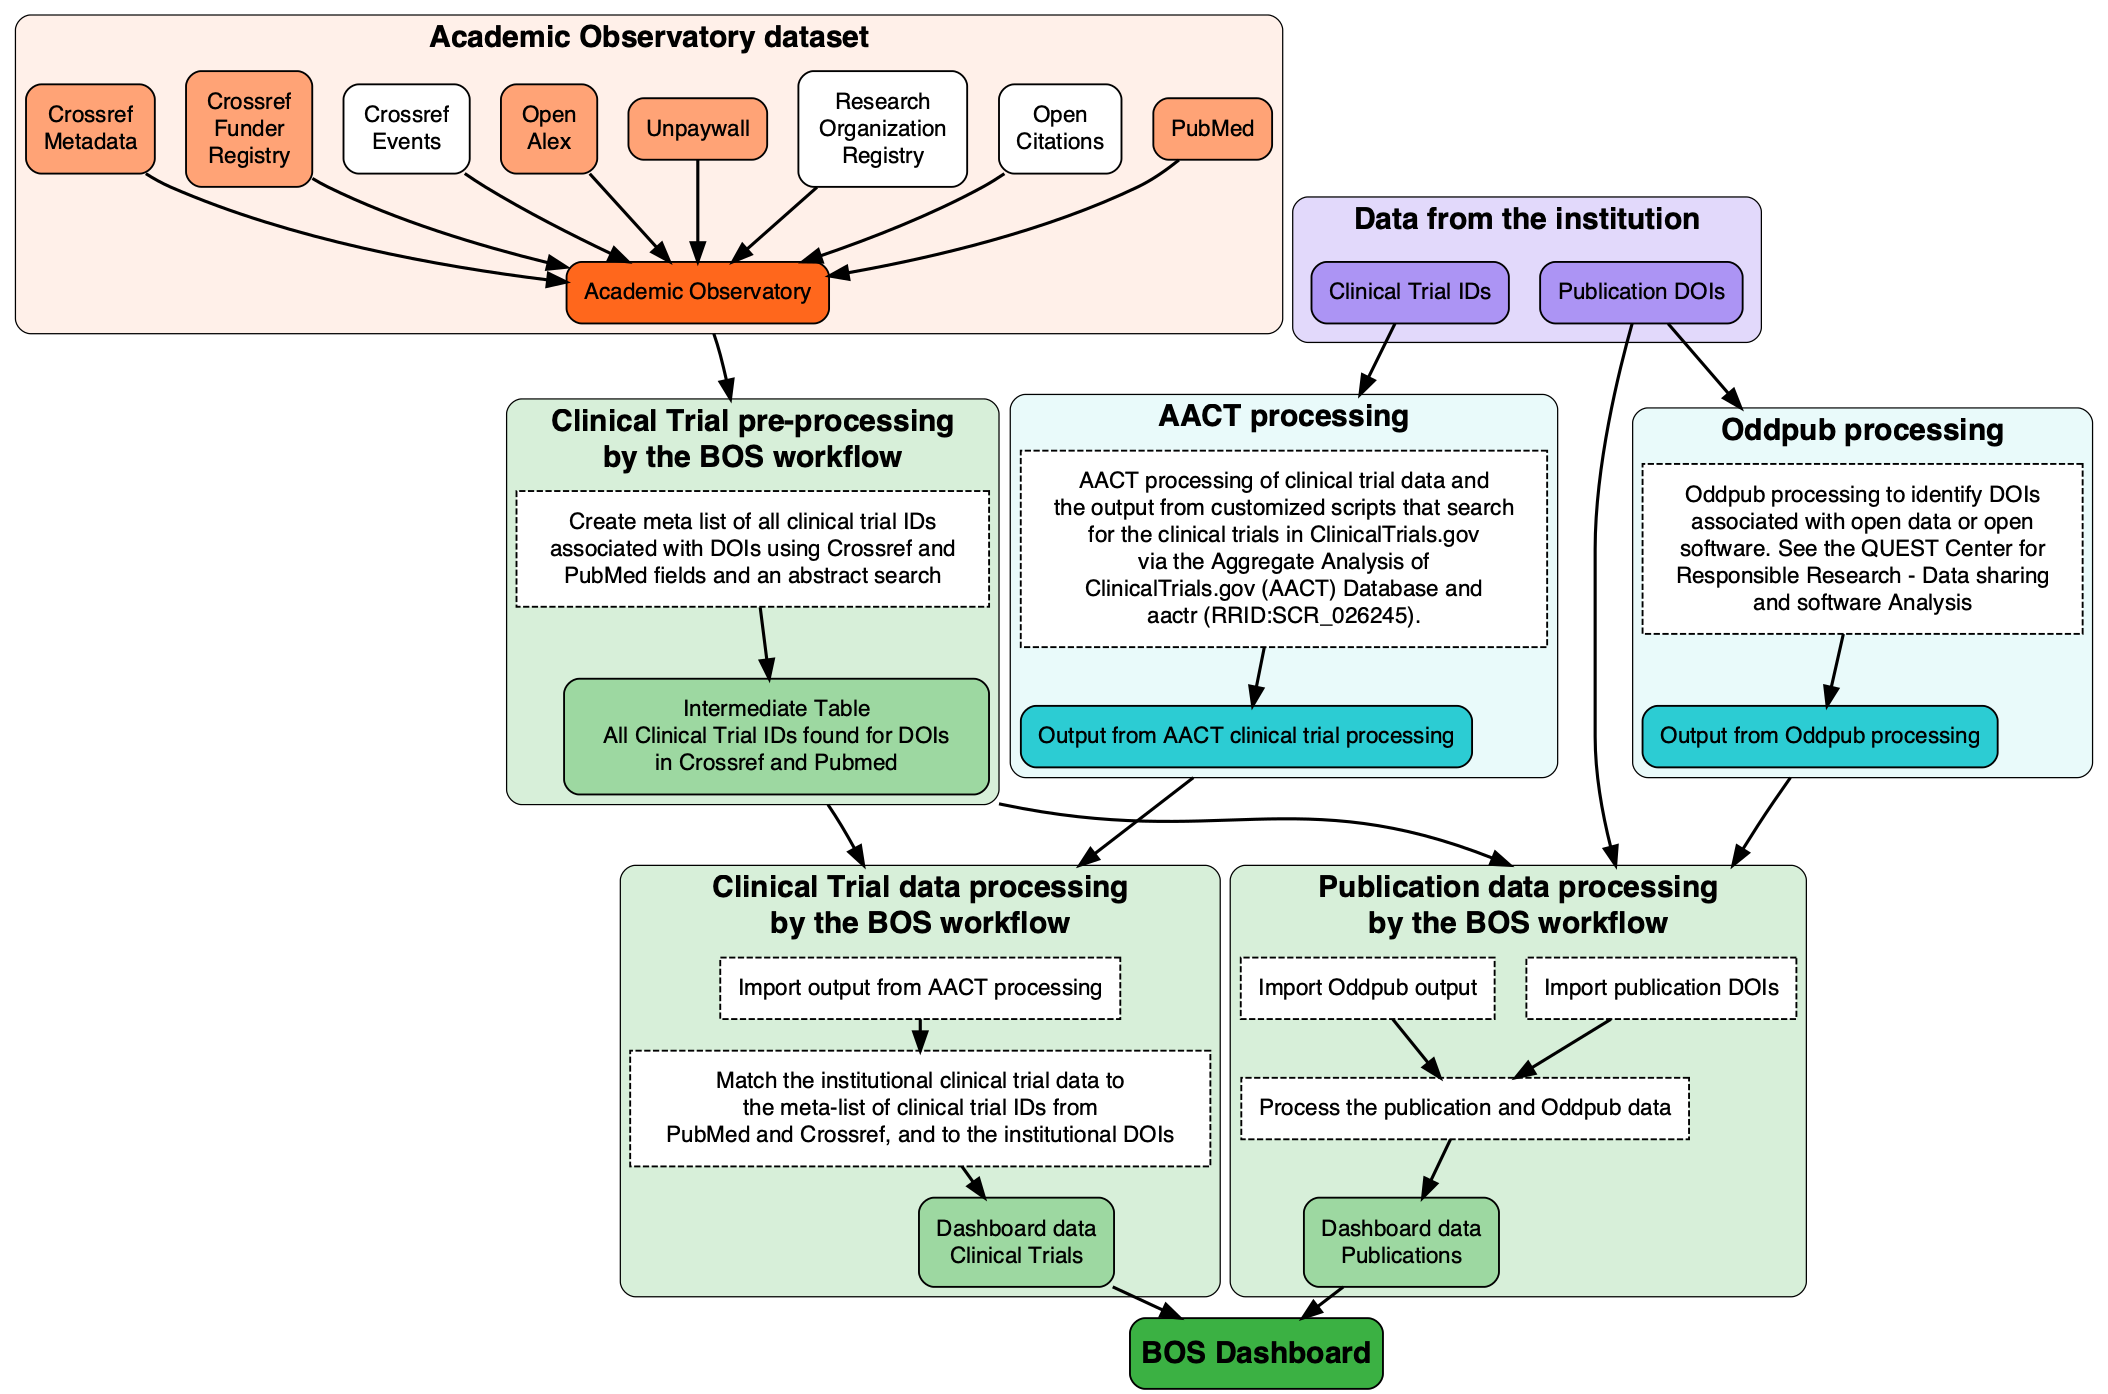 Academic Observatory dataset
Crossref
Metadata
Crossref
Funder
Registry
Crossref
Events
Open
Alex
Unpaywall
Research
Organization
Registry
Open
Citations
PubMed
Academic Observatory
Data from the institution
Clinical Trial IDs
Publication DOIs
Clinical Trial pre-processing
by the BOS workflow
Create meta list of all clinical trial IDs
associated with DOIs using Crossref and
PubMed fields and an abstract search
Intermediate Table
All Clinical Trial IDs found for DOIs
in Crossref and Pubmed
AACT processing
AACT processing of clinical trial data and
the output from customized scripts that search
for the clinical trials in ClinicalTrials.gov
via the Aggregate Analysis of
ClinicalTrials.gov (AACT) Database and
aactr (RRID:SCR_026245).
Output from AACT clinical trial processing
Oddpub processing
Oddpub processing to identify DOIs
associated with open data or open
software. See the QUEST Center for
Responsible Research - Data sharing
and software Analysis
Output from Oddpub processing
Clinical Trial data processing
by the BOS workflow
Import output from AACT processing
Match the institutional clinical trial data to
the meta-list of clinical trial IDs from
PubMed and Crossref, and to the institutional DOIs
Dashboard data
Clinical Trials
Publication data processing
by the BOS workflow
Import Oddpub output
Import publication DOIs
Process the publication and Oddpub data
Dashboard data
Publications
BOS Dashboard